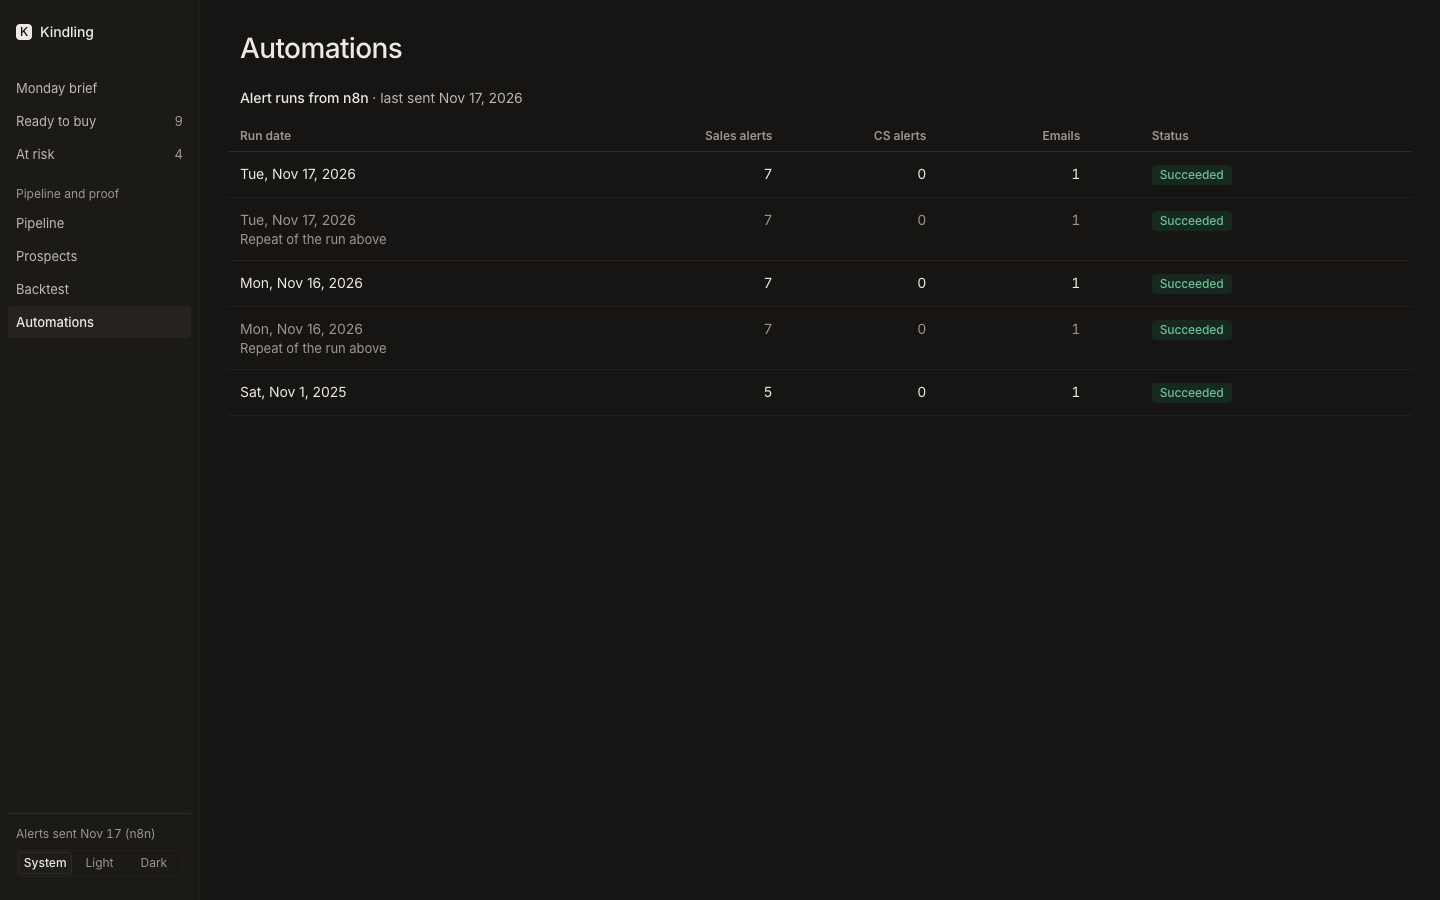 K Kindling
Monday brief
Ready to buy 9
At risk 4
Pipeline and proof
Pipeline
Prospects
Backtest
Automations
Alerts sent Nov 17 (n8n)
System Light Dark
Automations
Alert runs from n8n · last sent Nov 17, 2026
Run date Sales alerts CS alerts Emails Status
Tue, Nov 17, 2026 7 0 1 Succeeded
Tue, Nov 17, 2026 7 0 1 Succeeded
Repeat of the run above
Mon, Nov 16, 2026 7 0 1 Succeeded
Mon, Nov 16, 2026 7 0 1 Succeeded
Repeat of the run above
Sat, Nov 1, 2025 5 0 1 Succeeded